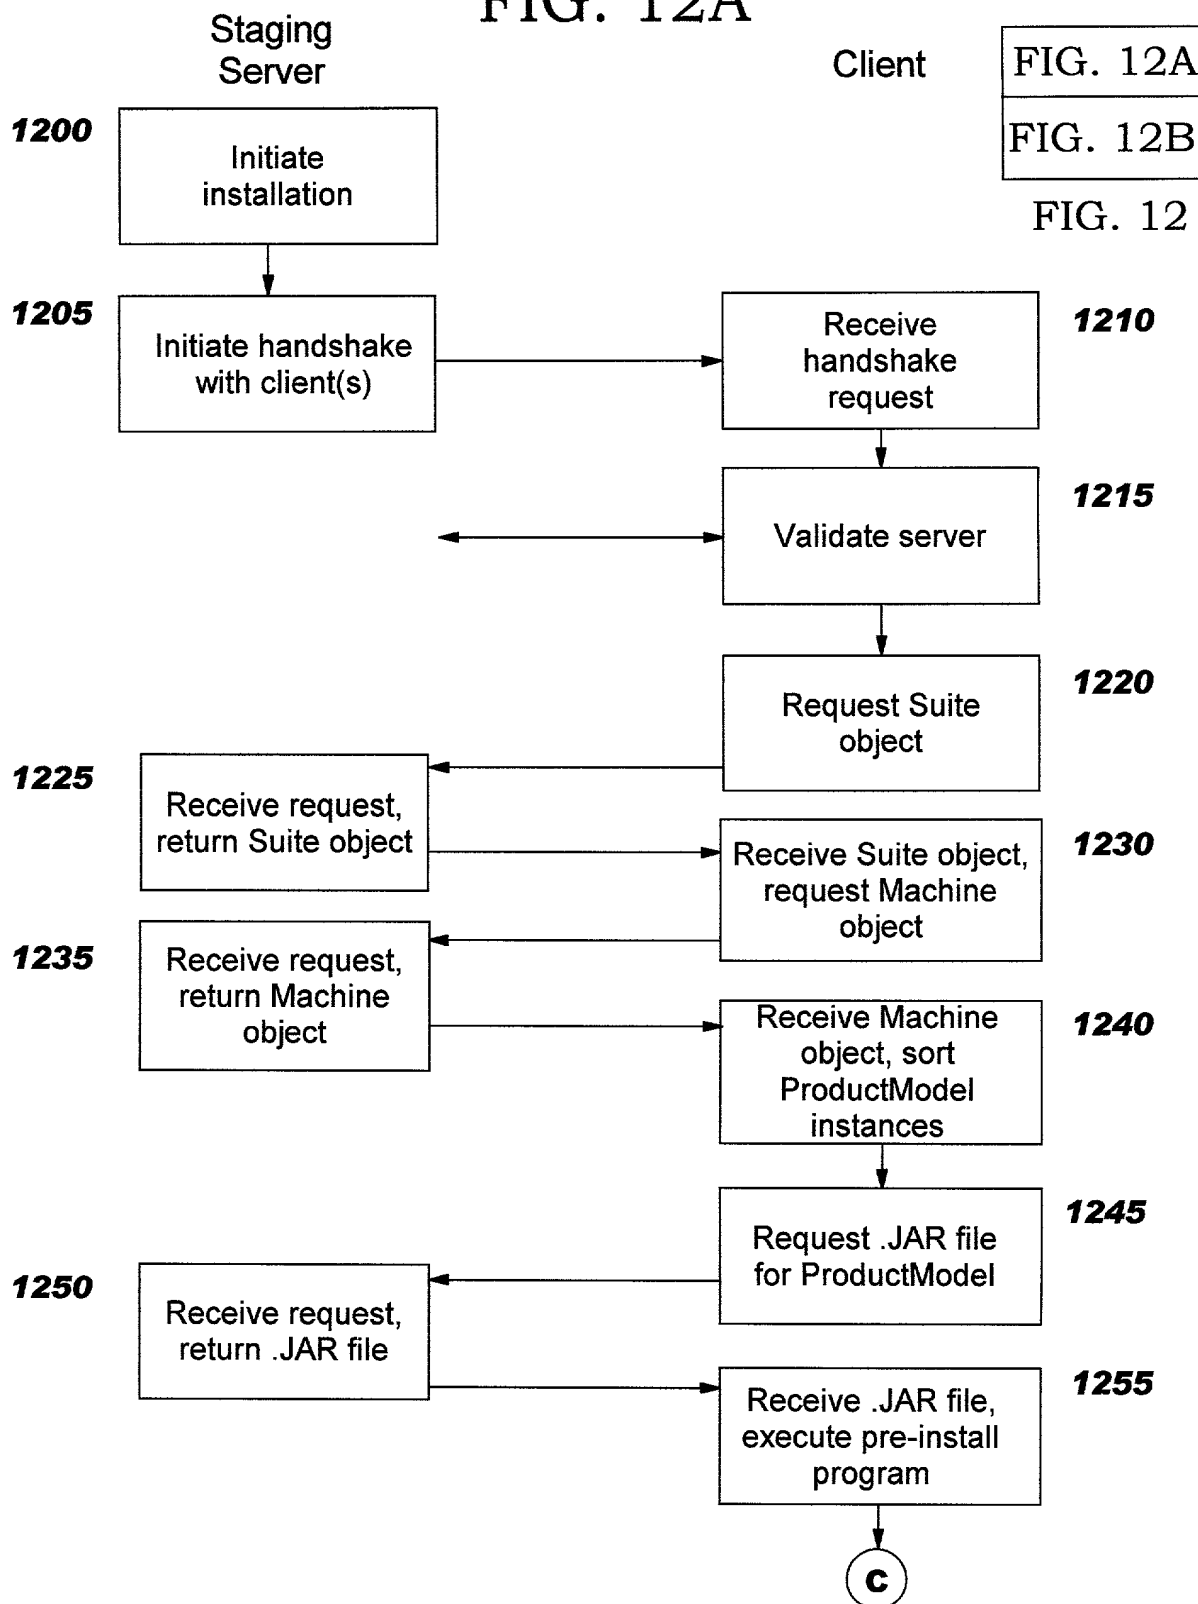 FIG. 12A
Staging
Server
Client
FIG. 12A
FIG. 12B
FIG. 12
1200
Initiate
installation
1205
Initiate handshake
with client(s)
Receive
handshake
request
1210
Validate server
1215
Request Suite
object
1220
1225
Receive request,
return Suite object
Receive Suite object,
request Machine
object
1230
1235
Receive request,
return Machine
object
Receive Machine
object, sort
ProductModel
instances
1240
Request .JAR file
for ProductModel
1245
1250
Receive request,
return .JAR file
Receive .JAR file,
execute pre-install
program
1255
C